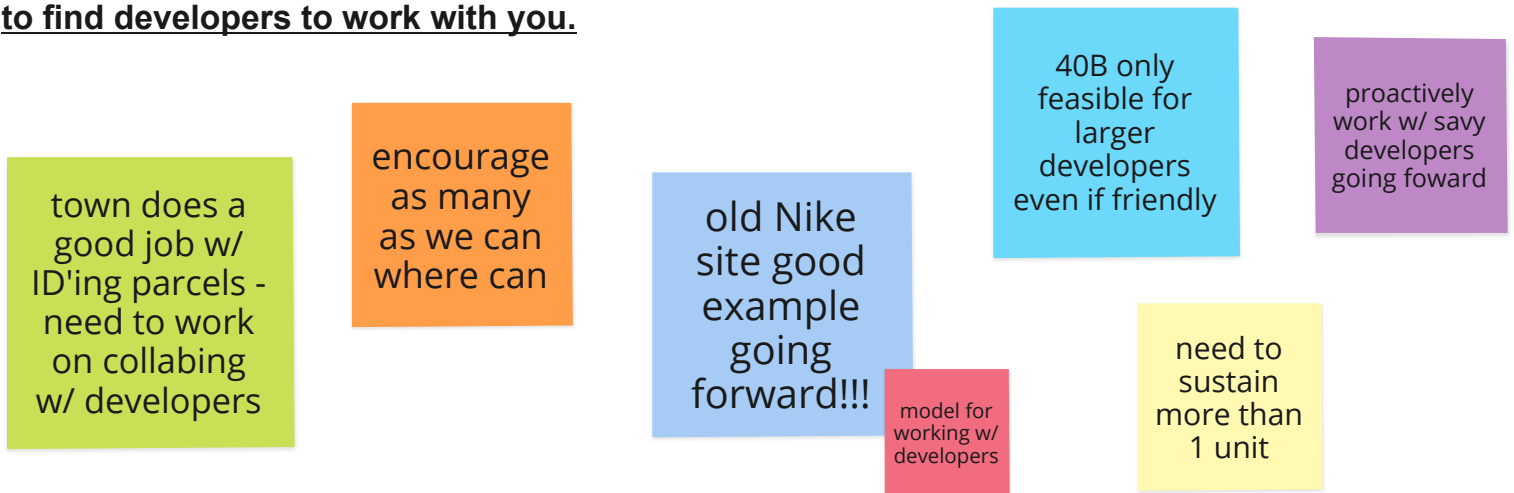 to find developers to work with you.
town does a
good job w/
ID'ing parcels -
need to work
on collabing
w/ developers
encourage
as many
as we can
where can
old Nike
site good
example
going
forward!!!
model for
working w/
developers
40B only
feasible for
larger
developers
even if friendly
need to
sustain
more than
1 unit
proactively
work w/ savy
developers
going foward